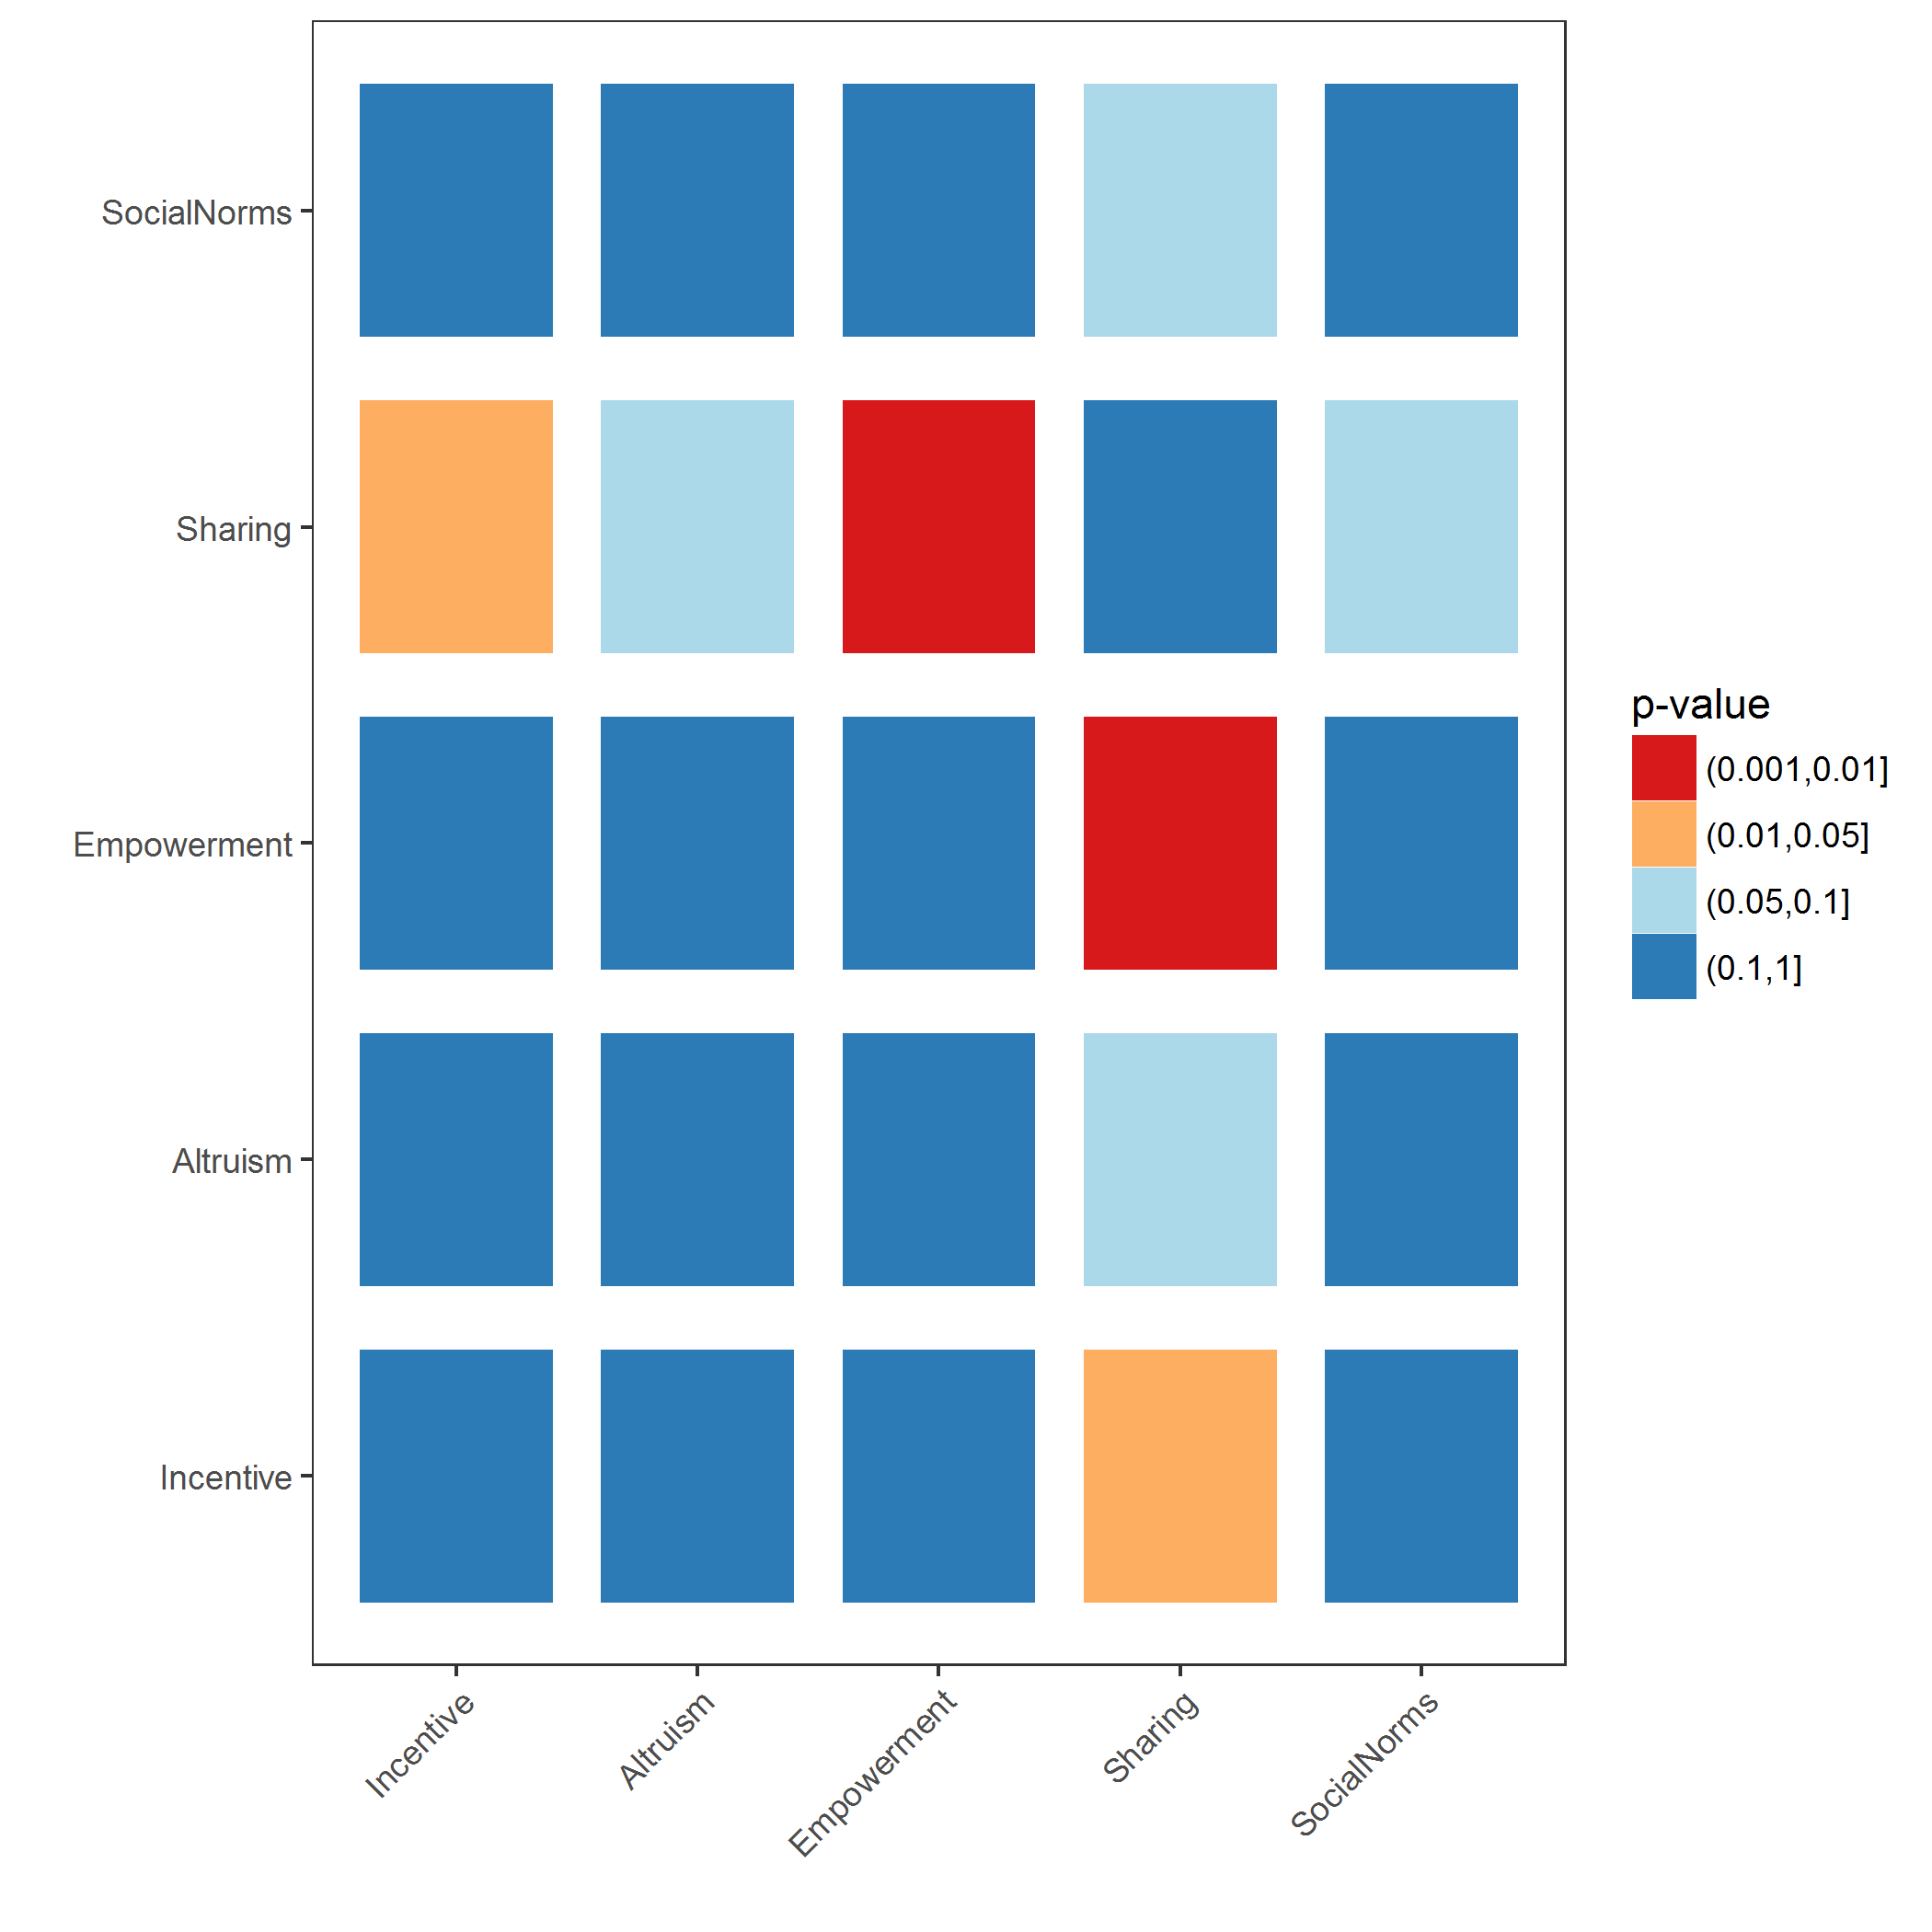 SocialNorms
Sharing
Empowerment
Altruism
Incentive
Incentive
Altruism
Empowerment
Sharing
SocialNorms
p-value
(0.001,0.01]
(0.01,0.05]
(0.05,0.1]
(0.1,1]